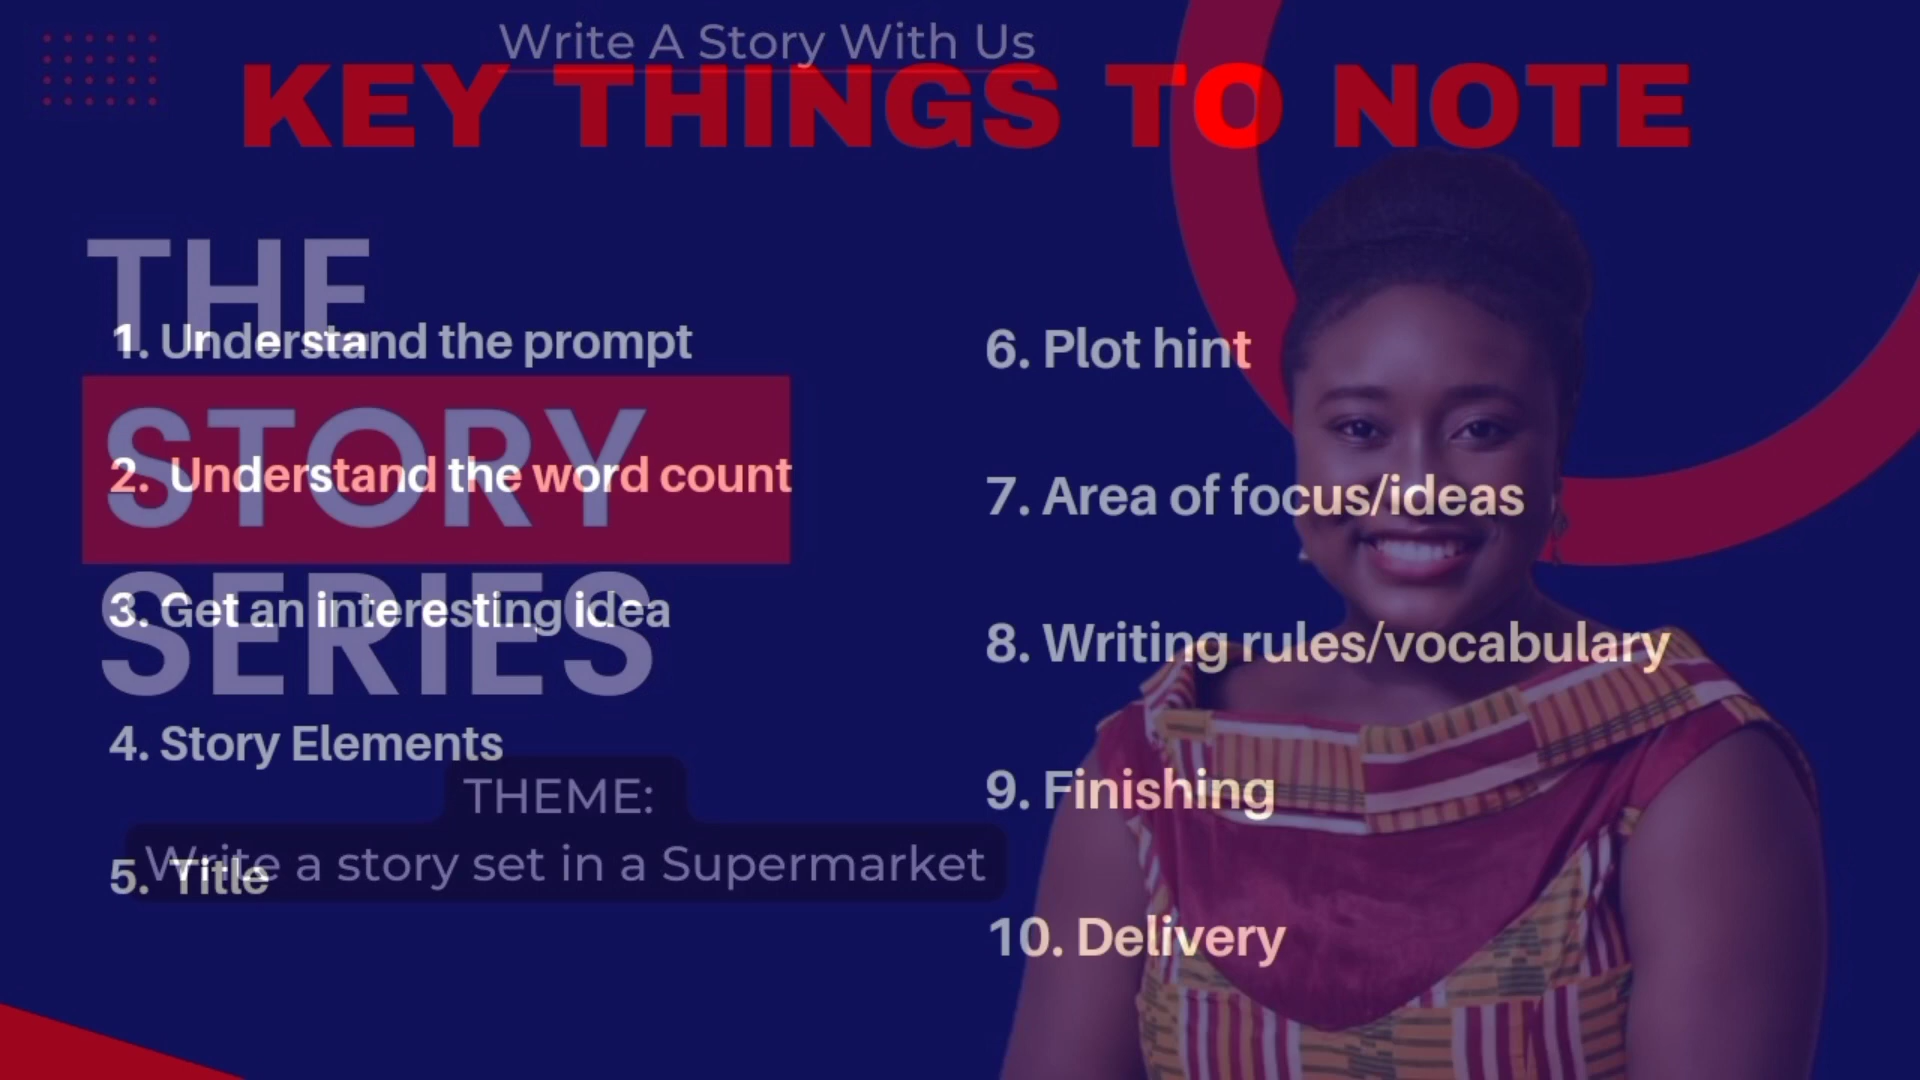 Write A Story With Us
KEY THINGS TO NOTE
THE
STORY
SERIES
1. Understand the prompt
2. Understand the word count
3. Get an interesting idea
4. Story Elements
5. Title
6. Plot hint
7. Area of focus/ideas
8. Writing rules/vocabulary
9. Finishing
10. Delivery
THEME:
Write a story set in a Supermarket